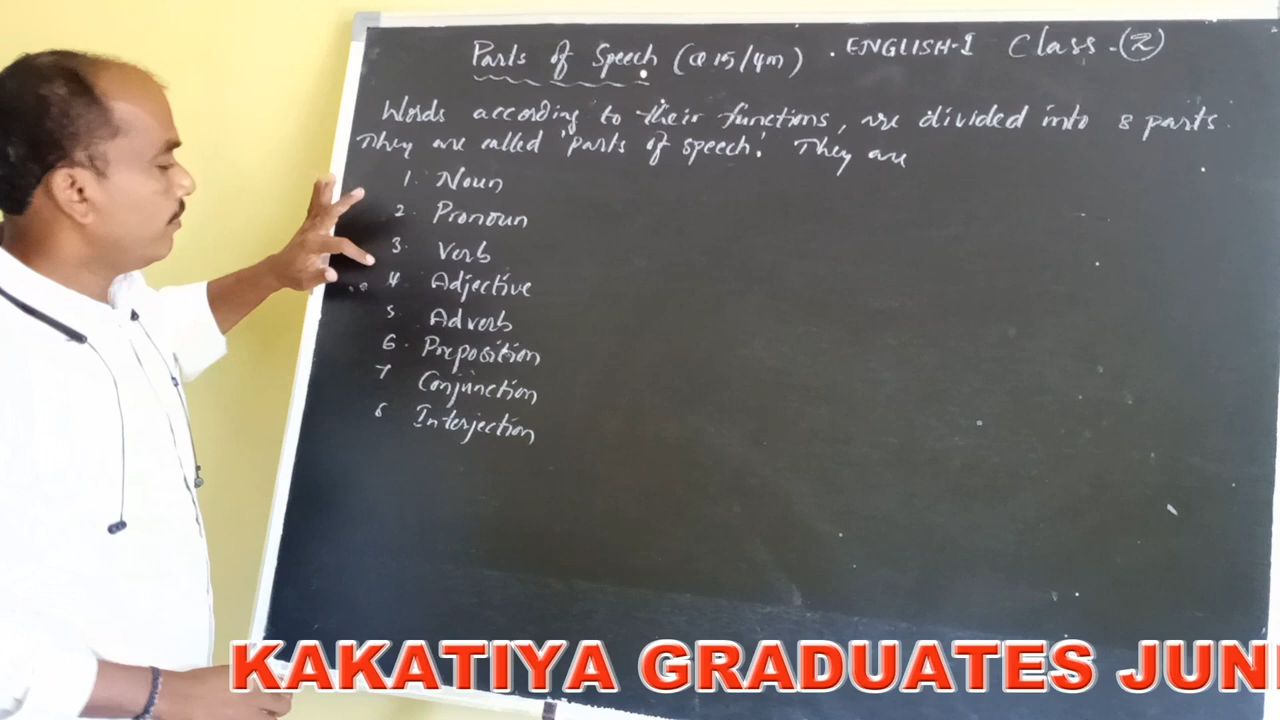 Parts of Speech (Q 15/4m) . ENGLISH-I Class.(2)
Words according to their functions, are divided into 8 parts.
They are called 'parts of speech'. They are
1. Noun
2. Pronoun
3. Verb
4. Adjective
5. Adverb
6. Preposition
7 Conjunction
8 Interjection
KAKATIYA GRADUATES JUN